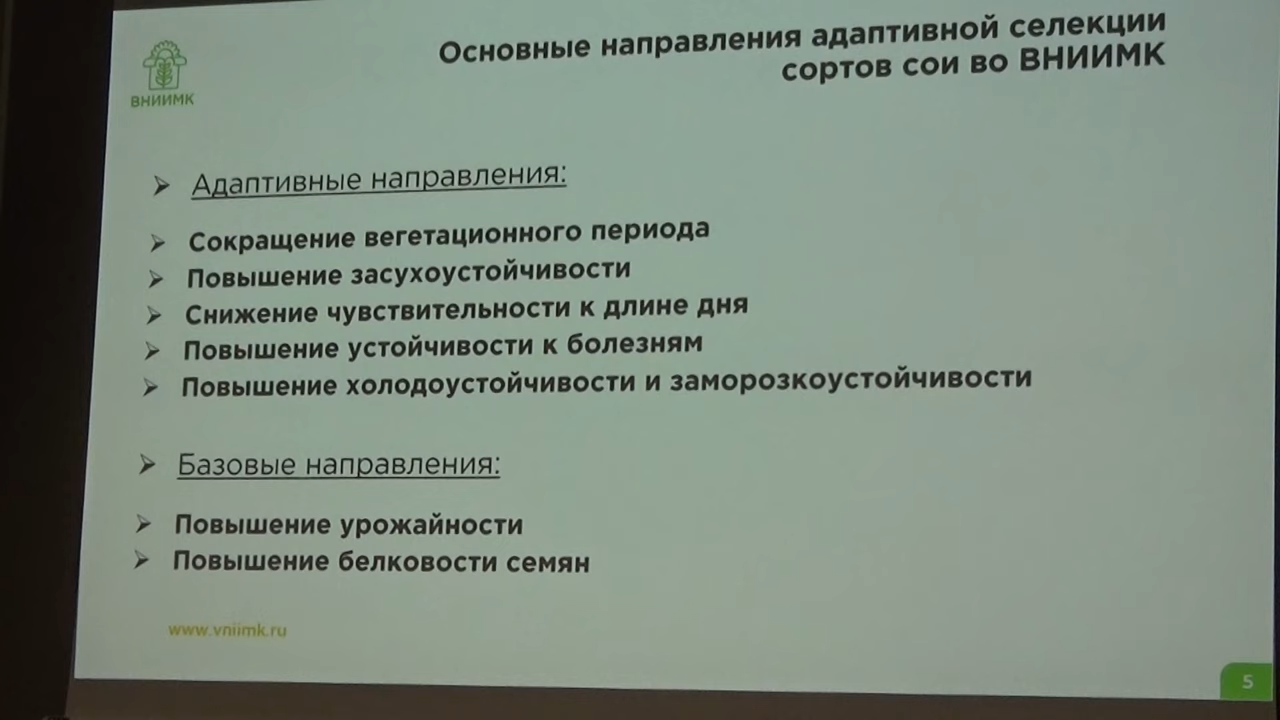 Основные направления адаптивной селекции
сортов сои во ВНИИМК
ВНИИМК
Адаптивные направления:
Сокращение вегетационного периода
Повышение засухоустойчивости
Снижение чувствительности к длине дня
Повышение устойчивости к болезням
Повышение холодоустойчивости и заморозкоустойчивости
Базовые направления:
Повышение урожайности
Повышение белковости семян
www.vniimk.ru
5